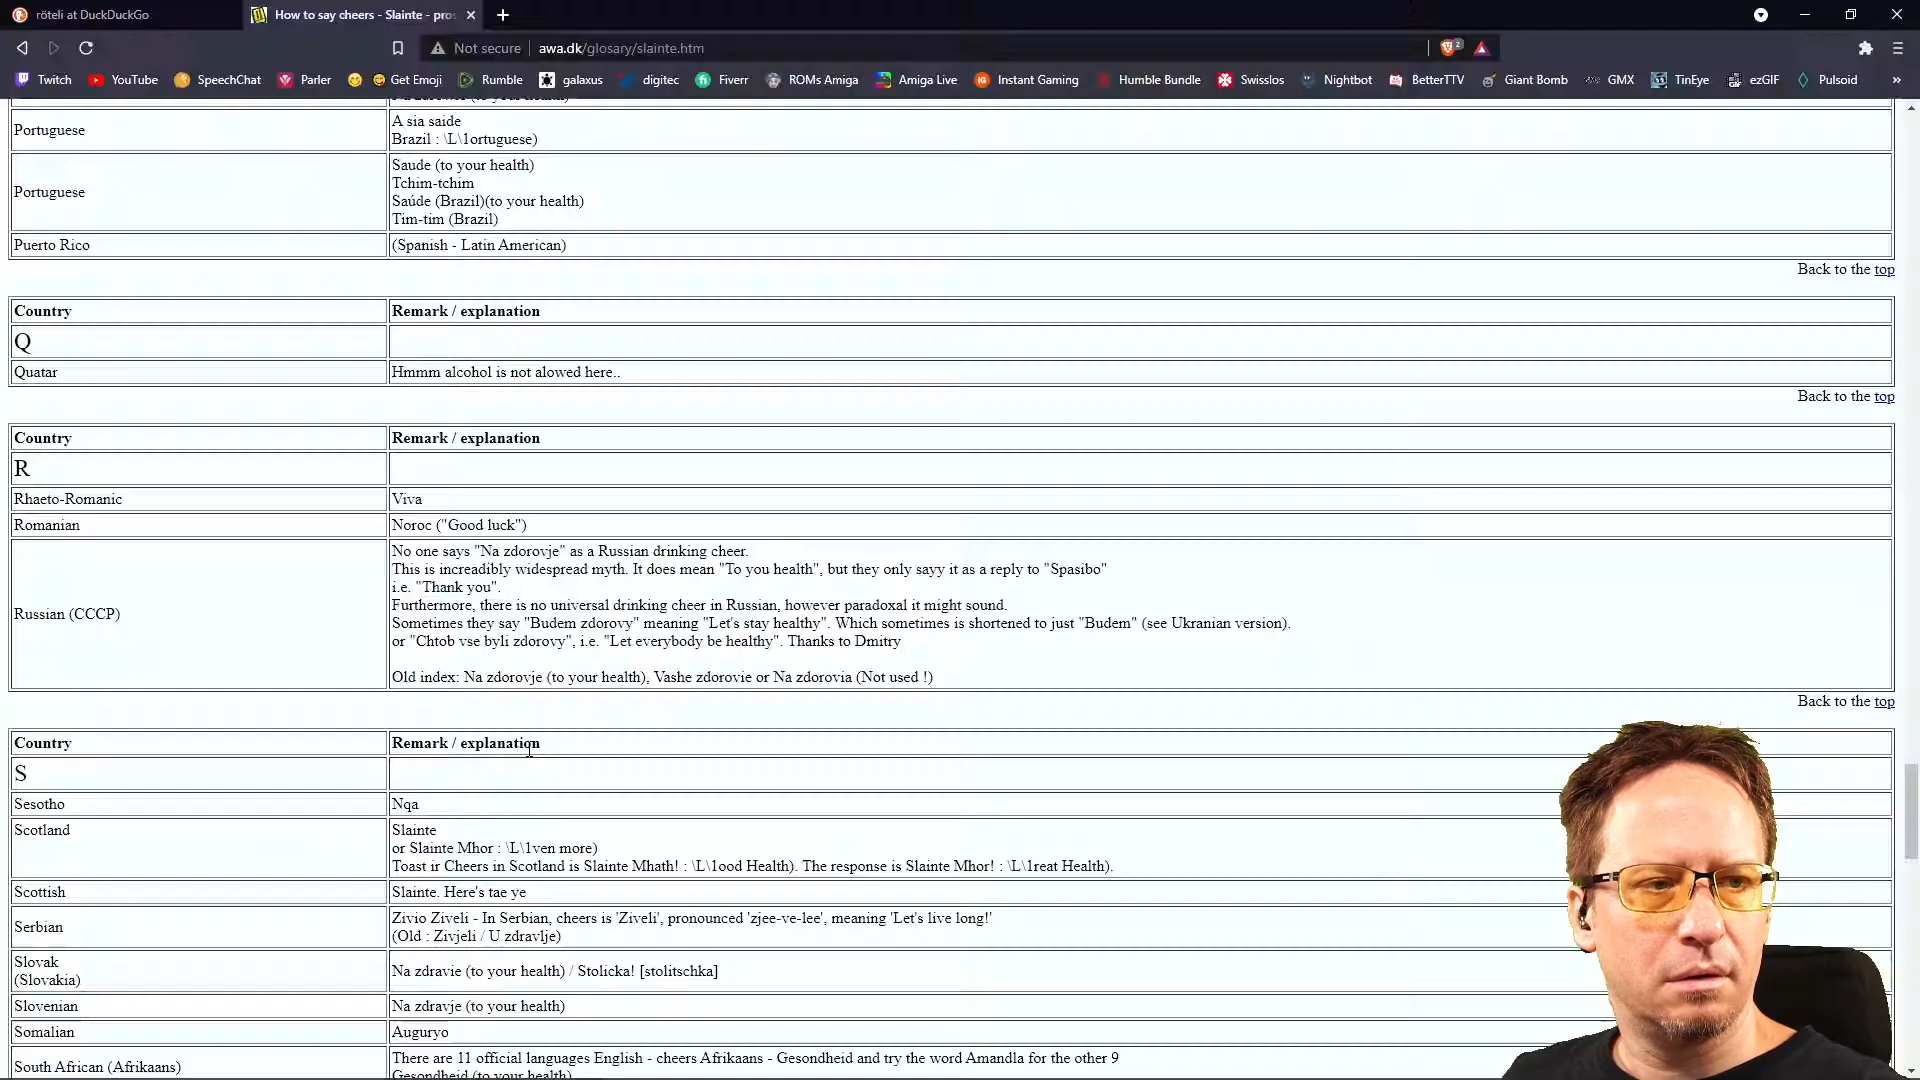 röteli at DuckDuckGo
How to say cheers - Slainte - pros
Not secure
awa.dk/glosary/slainte.htm
2
Twitch
YouTube
SpeechChat
Parler
Get Emoji
Rumble
galaxus
digitec
Fiverr
ROMs Amiga
Amiga Live
Instant Gaming
Humble Bundle
Swisslos
Nightbot
BetterTTV
Giant Bomb
GMX
TinEye
ezGIF
Pulsoid
Portuguese
A sia saide
Brazil : \L\1ortuguese)
Portuguese
Saude (to your health)
Tchim-tchim
Saúde (Brazil)(to your health)
Tim-tim (Brazil)
Puerto Rico
(Spanish - Latin American)
Back to the top
Country
Remark / explanation
Q
Quatar
Hmmm alcohol is not alowed here..
Back to the top
Country
Remark / explanation
R
Rhaeto-Romanic
Viva
Romanian
Noroc ("Good luck")
Russian (CCCP)
No one says "Na zdorovje" as a Russian drinking cheer.
This is increadibly widespread myth. It does mean "To you health", but they only sayy it as a reply to "Spasibo"
i.e. "Thank you".
Furthermore, there is no universal drinking cheer in Russian, however paradoxal it might sound.
Sometimes they say "Budem zdorovy" meaning "Let's stay healthy". Which sometimes is shortened to just "Budem" (see Ukranian version).
or "Chtob vse byli zdorovy", i.e. "Let everybody be healthy". Thanks to Dmitry
Old index: Na zdorovje (to your health), Vashe zdorovie or Na zdorovia (Not used !)
Back to the top
Country
Remark / explanation
S
Sesotho
Nqa
Scotland
Slainte
or Slainte Mhor : \L\1ven more)
Toast ir Cheers in Scotland is Slainte Mhath! : \L\1ood Health). The response is Slainte Mhor! : \L\1reat Health).
Scottish
Slainte. Here's tae ye
Serbian
Zivio Ziveli - In Serbian, cheers is 'Ziveli', pronounced 'zjee-ve-lee', meaning 'Let's live long!'
(Old : Zivjeli / U zdravlje)
Slovak
(Slovakia)
Na zdravie (to your health) / Stolicka! [stolitschka]
Slovenian
Na zdravje (to your health)
Somalian
Auguryo
South African (Afrikaans)
There are 11 official languages English - cheers Afrikaans - Gesondheid and try the word Amandla for the other 9
Gesondheid (to your health)